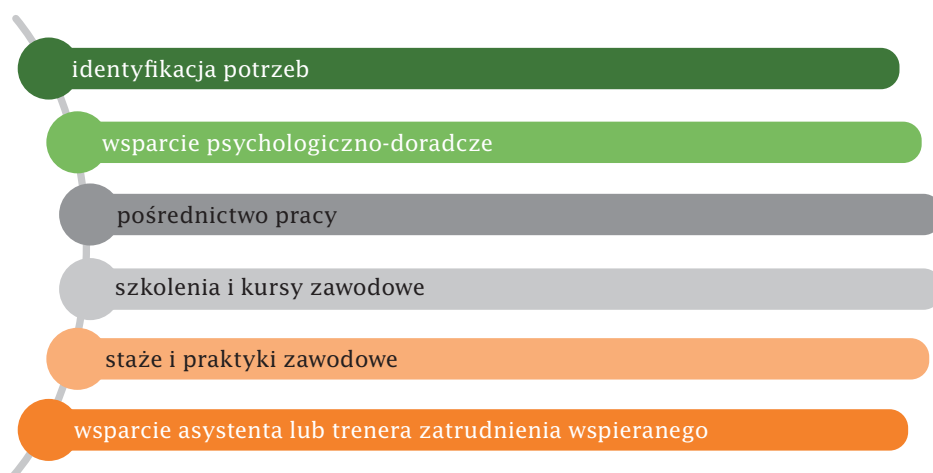 identyfikacja potrzeb
wsparcie psychologiczno-doradcze
pośrednictwo pracy
szkolenia i kursy zawodowe
staże i praktyki zawodowe
wsparcie asystenta lub trenera zatrudnienia wspieranego